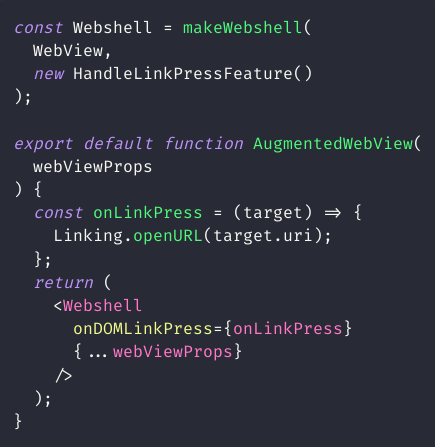 const Webshell = makeWebshell(
  WebView,
  new HandleLinkPressFeature()
);

export default function AugmentedWebView(
  webViewProps
) {
  const onLinkPress = (target) => {
    Linking.openURL(target.uri);
  };
  return (
    <Webshell
      onDOMLinkPress={onLinkPress}
      {...webViewProps}
    />
  );
}